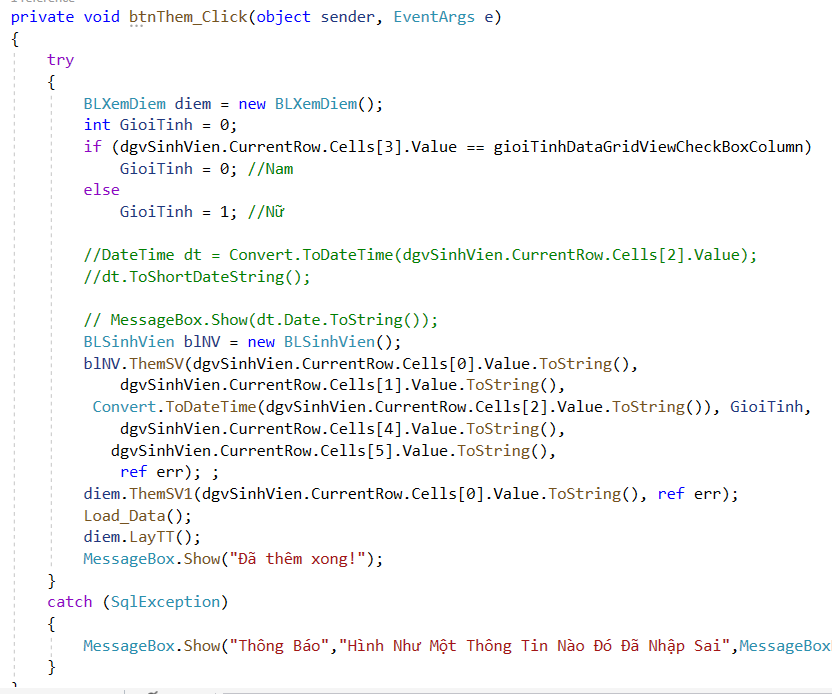 private void btnThem_Click(object sender, EventArgs e)
{
try
{
BLXemDiem diem = new BLXemDiem();
int GioiTinh = 0;
if (dgvSinhVien.CurrentRow.Cells[3].Value == gioiTinhDataGridViewCheckBoxColumn)
GioiTinh = 0; //Nam
else
GioiTinh = 1; //Nữ
//DateTime dt = Convert.ToDateTime(dgvSinhVien.CurrentRow.Cells[2].Value);
//dt.ToShortDateString();
// MessageBox.Show(dt.Date.ToString());
BLSinhVien blNV = new BLSinhVien();
blNV.ThemSV(dgvSinhVien.CurrentRow.Cells[0].Value.ToString(),
dgvSinhVien.CurrentRow.Cells[1].Value.ToString(),
Convert.ToDateTime(dgvSinhVien.CurrentRow.Cells[2].Value.ToString()), GioiTinh,
dgvSinhVien.CurrentRow.Cells[4].Value.ToString(),
dgvSinhVien.CurrentRow.Cells[5].Value.ToString(),
ref err); ;
diem.ThemSV1(dgvSinhVien.CurrentRow.Cells[0].Value.ToString(), ref err);
Load_Data();
diem.LayTT();
MessageBox.Show("Đã thêm xong!");
}
catch (SqlException)
{
MessageBox.Show("Thông Báo","Hình Như Một Thông Tin Nào Đó Đã Nhập Sai",MessageBox
}